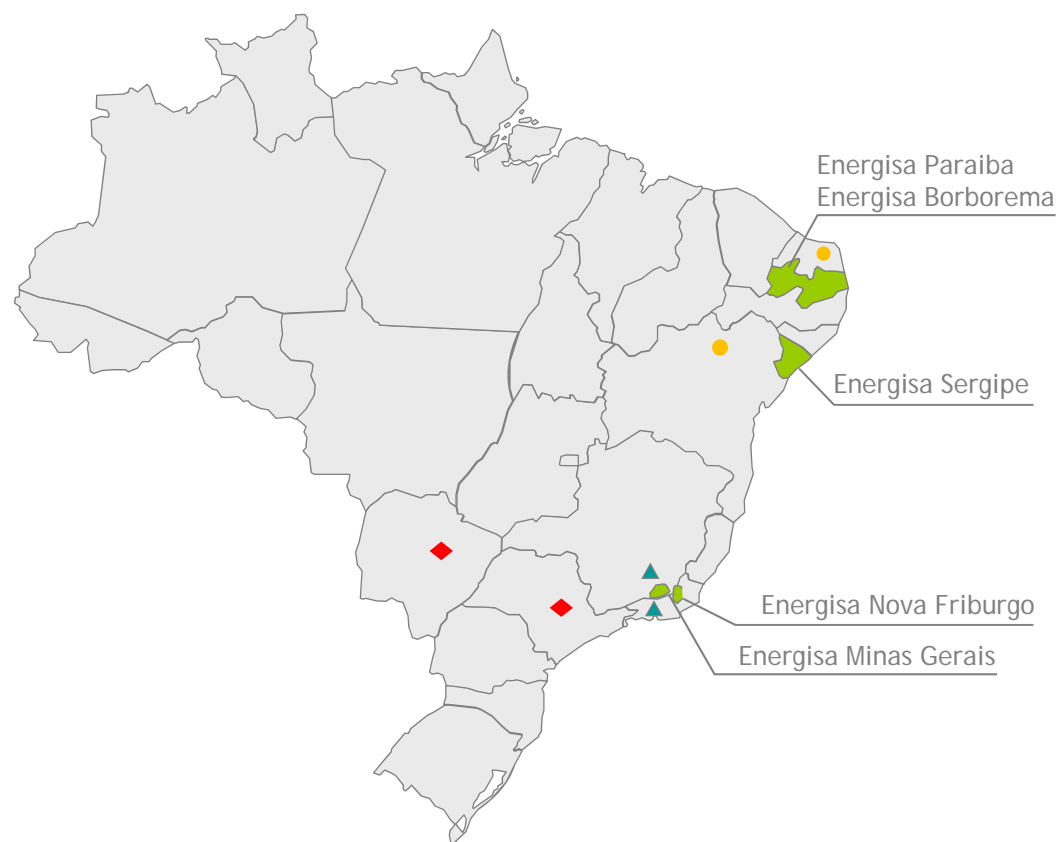 Energisa Paraiba
Energisa Borborema
Energisa Sergipe
Energisa Nova Friburgo
Energisa Minas Gerais